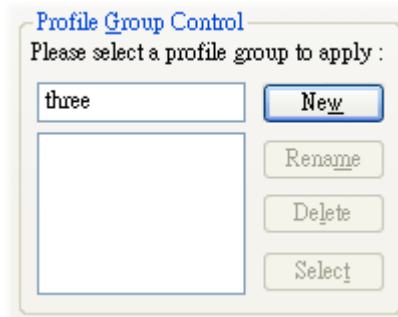 Profile Group Control
Please select a profile group to apply :
three
New
Rename
Delete
Select